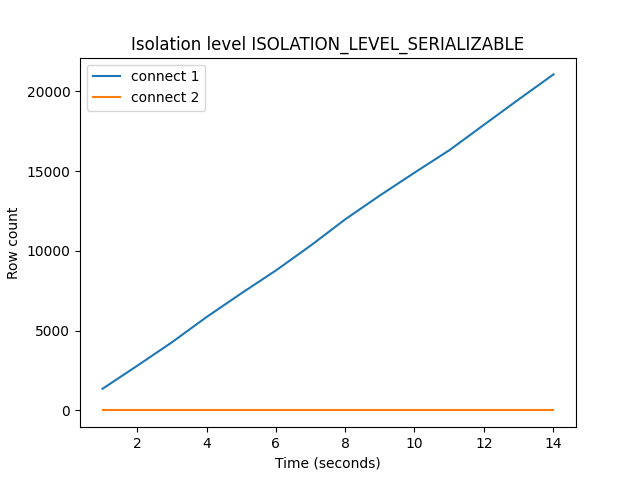 Isolation level ISOLATION_LEVEL_SERIALIZABLE
connect 1
connect 2
Row count
20000
15000
10000
5000
0
2 4 6 8 10 12 14
Time (seconds)